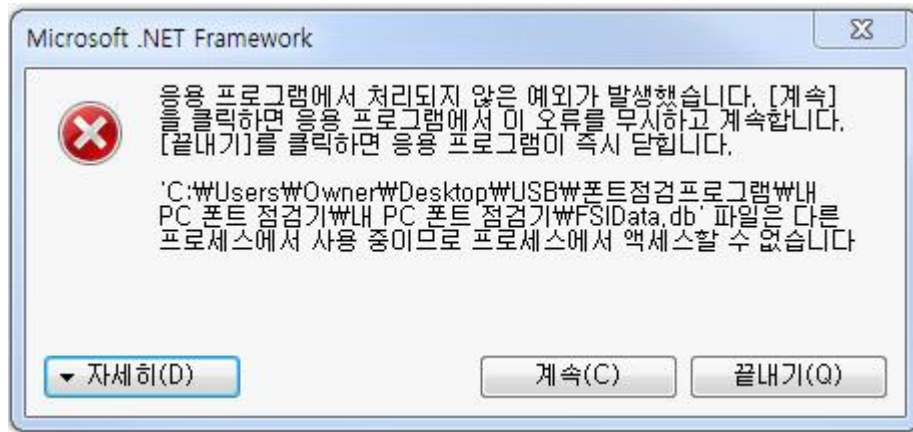 Microsoft .NET Framework
응용 프로그램에서 처리되지 않은 예외가 발생했습니다. [계속]
을 클릭하면 응용 프로그램에서 이 오류를 무시하고 계속합니다.
[끝내기]를 클릭하면 응용 프로그램이 즉시 닫힙니다.
'C:₩Users₩Owner₩Desktop₩USB₩폰트점검프로그램₩내
PC 폰트 점검기₩내 PC 폰트 점검기₩FSIData.db' 파일은 다른
프로세스에서 사용 중이므로 프로세스에서 액세스할 수 없습니다
자세히(D)
계속(C)
끝내기(Q)